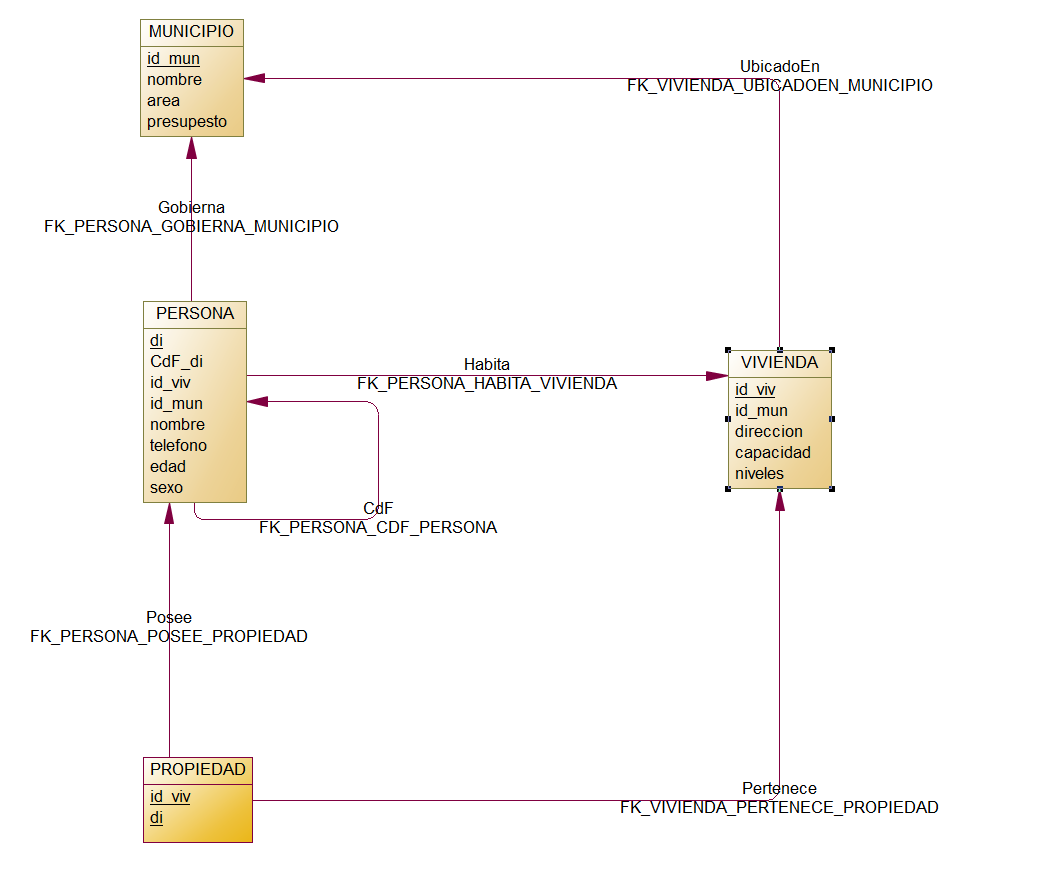 MUNICIPIO
id_mun
nombre
area
presupesto
UbicadoEn
FK_VIVIENDA_UBICADOEN_MUNICIPIO
Gobierna
FK_PERSONA_GOBIERNA_MUNICIPIO
PERSONA
di
CdF_di
id_viv
id_mun
nombre
telefono
edad
sexo
Habita
FK_PERSONA_HABITA_VIVIENDA
VIVIENDA
id_viv
id_mun
direccion
capacidad
niveles
CdF
FK_PERSONA_CDF_PERSONA
Posee
FK_PERSONA_POSEE_PROPIEDAD
PROPIEDAD
id_viv
di
Pertenece
FK_VIVIENDA_PERTENECE_PROPIEDAD